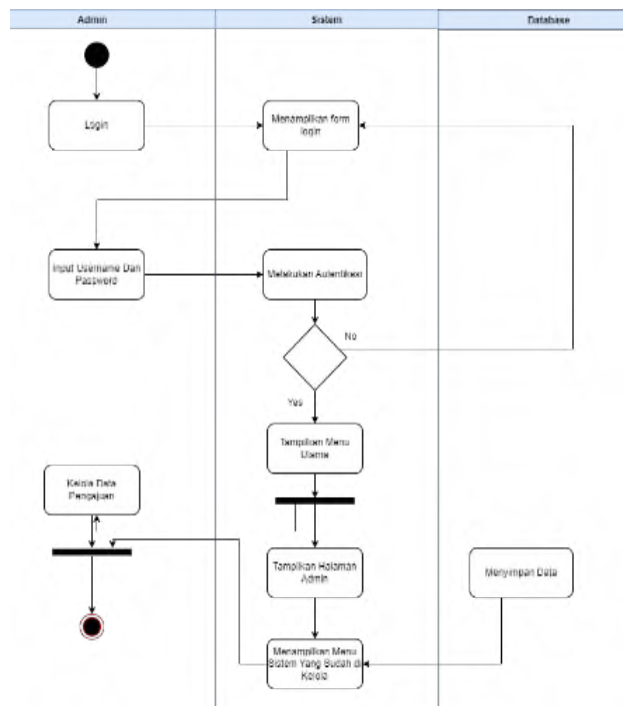 Admin
Sistem
Database
Login
Menampilkan form
login
Input Username Dan
Password
Melakukan Autentikasi
No
Yes
Tampilkan Menu
Utama
Kelola Data
Pengajuan
Tampilkan Halaman
Admin
Menyimpan Data
Menampilkan Menu
Sistem Yang Sudah di
Kelola